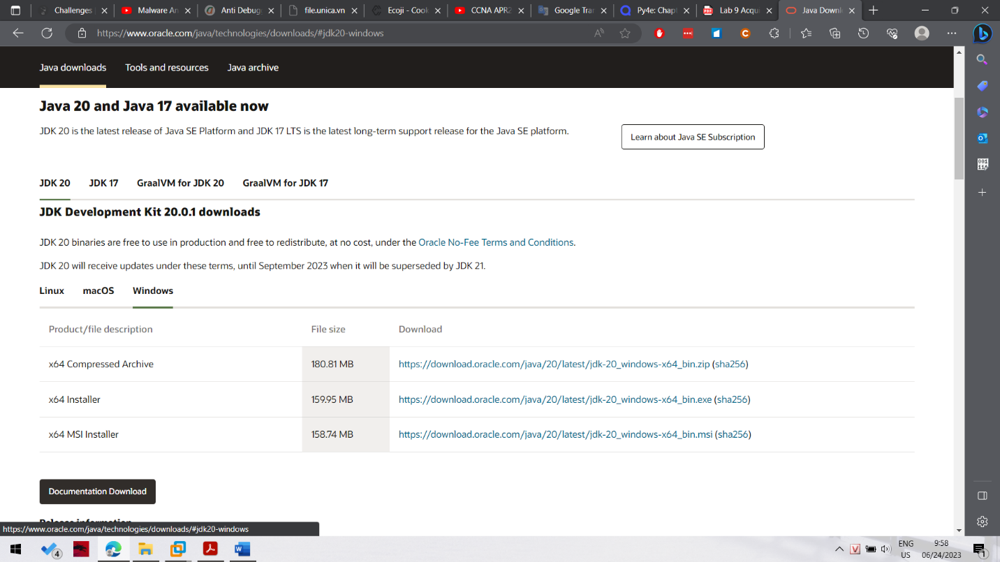 Challenges
Malware An
Anti Debug
file.unica.vn
Ecoji - Cook
CCNA APR2
Google Tran
Py4e: Chapt
Lab 9 Acqui
Java Downl
https://www.oracle.com/java/technologies/downloads/#jdk20-windows
Java downloads Tools and resources Java archive
Java 20 and Java 17 available now
JDK 20 is the latest release of Java SE Platform and JDK 17 LTS is the latest long-term support release for the Java SE platform.
Learn about Java SE Subscription
JDK 20 JDK 17 GraalVM for JDK 20 GraalVM for JDK 17
JDK Development Kit 20.0.1 downloads
JDK 20 binaries are free to use in production and free to redistribute, at no cost, under the Oracle No-Fee Terms and Conditions.
JDK 20 will receive updates under these terms, until September 2023 when it will be superseded by JDK 21.
Linux macOS Windows
Product/file description File size Download
x64 Compressed Archive 180.81 MB https://download.oracle.com/java/20/latest/jdk-20_windows-x64_bin.zip (sha256)
x64 Installer 159.95 MB https://download.oracle.com/java/20/latest/jdk-20_windows-x64_bin.exe (sha256)
x64 MSI Installer 158.74 MB https://download.oracle.com/java/20/latest/jdk-20_windows-x64_bin.msi (sha256)
Documentation Download
Release information
https://www.oracle.com/java/technologies/downloads/#jdk20-windows
4
ENG
US
9:58
06/24/2023
1